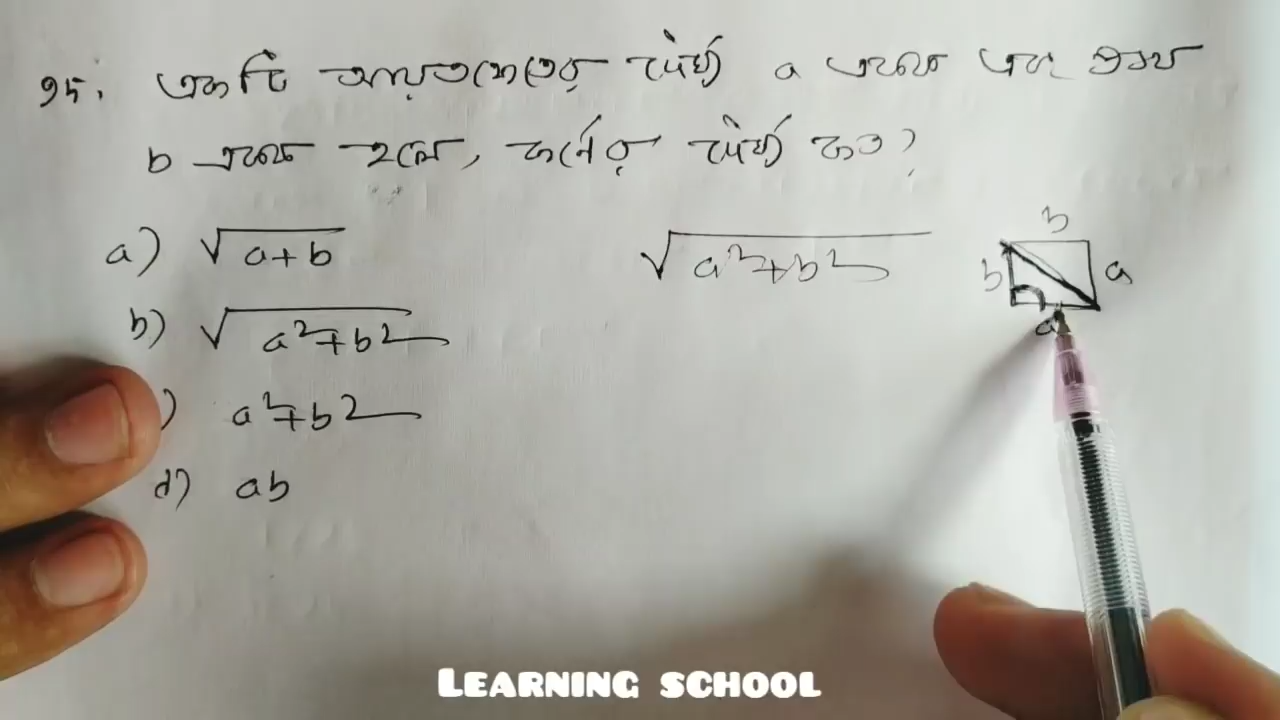 ১৮. একটি আয়তক্ষেত্রের দৈর্ঘ্য a একক এবং প্রস্থ
b একক হলে, কর্নের দৈর্ঘ্য কত?
a) √(a+b)
√(a²+b²)
b
b
a
a
b) √(a²+b²)
) a²+b²
d) ab
LEARNING SCHOOL